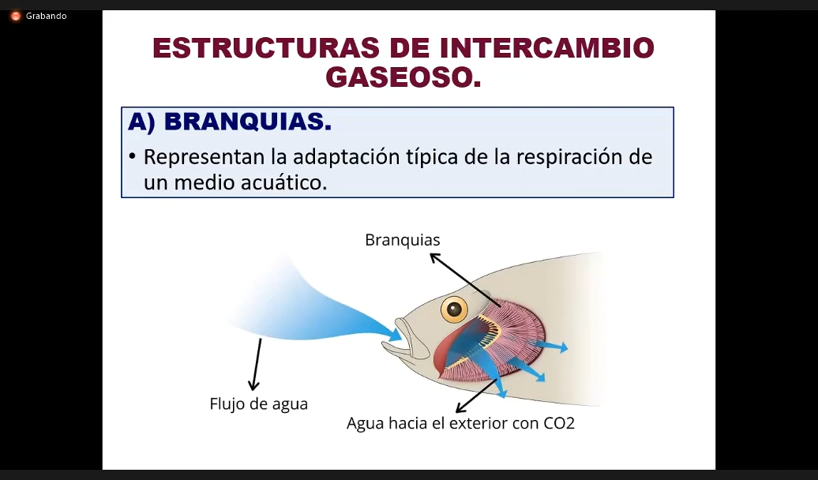 Grabando
ESTRUCTURAS DE INTERCAMBIO
GASEOSO.
A) BRANQUIAS.
• Representan la adaptación típica de la respiración de
un medio acuático.
Branquias
Flujo de agua
Agua hacia el exterior con CO2